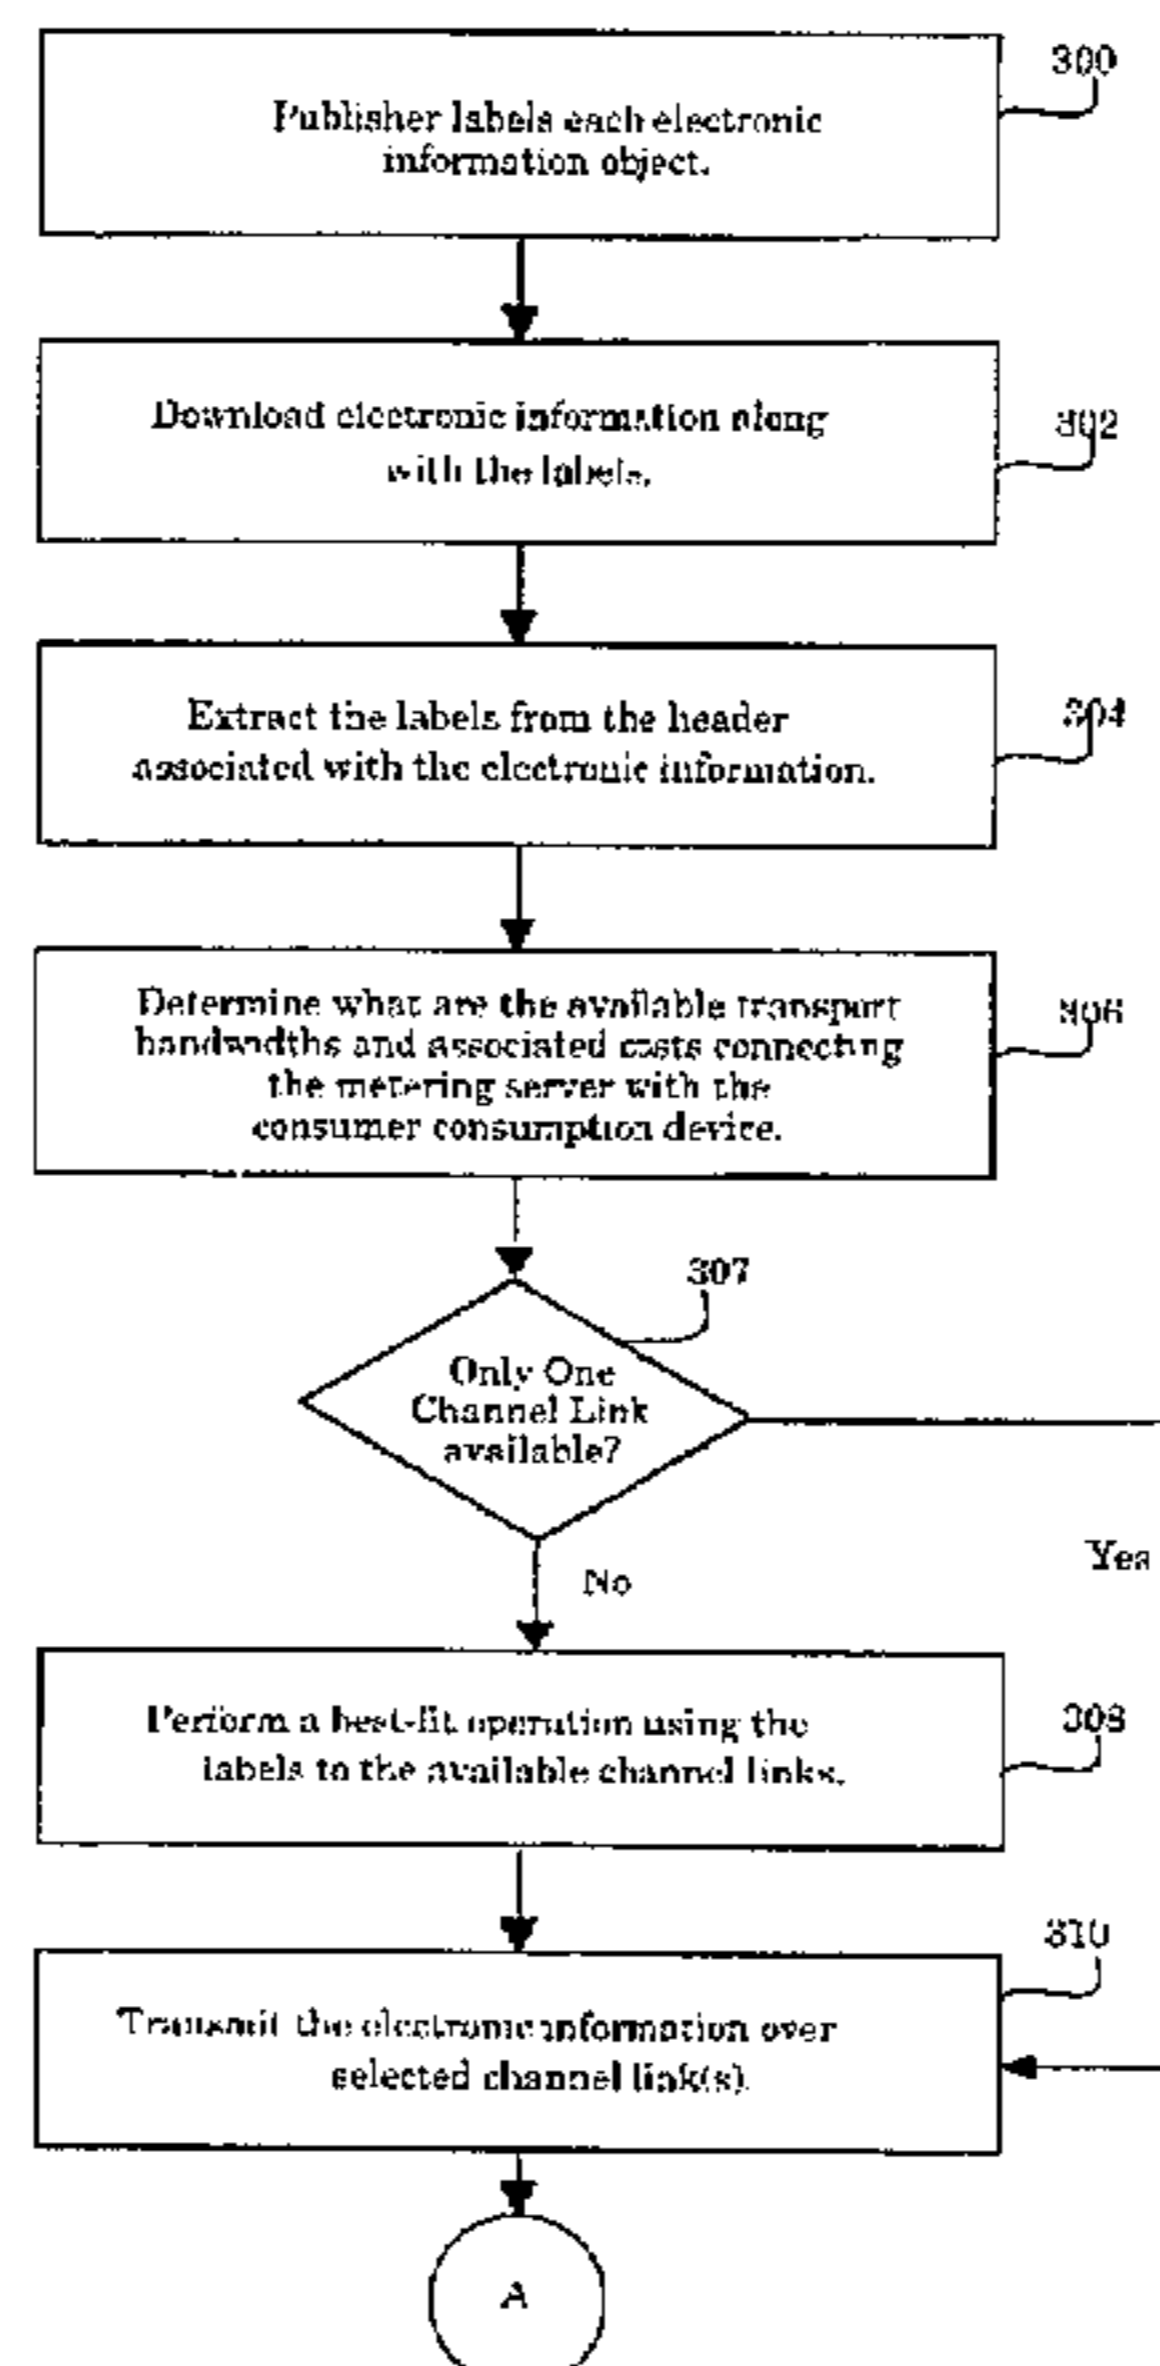 300
Publisher labels each electronic
information object.
302
Download electronic information along
with the labels.
304
Extract the labels from the header
associated with the electronic information.
306
Determine what are the available transport
bandwidths and associated costs connecting
the metering server with the
consumer consumption device.
307
Only One
Channel Link
available?
Yes
No
308
Perform a best-fit operation using the
labels to the available channel links.
310
Transmit the electronic information over
selected channel link(s).
A